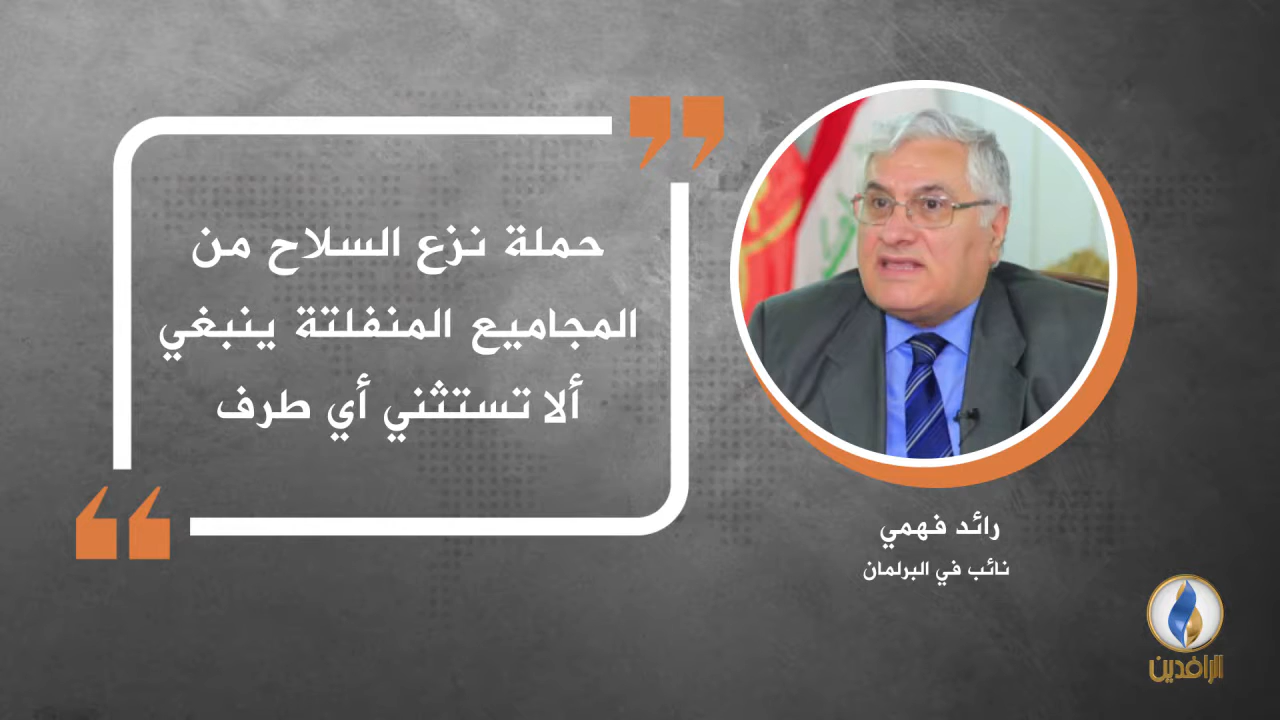 حملة نزع السلاح من
المجاميع المنفلتة ينبغي
ألا تستثني أي طرف
رائد فهمي
نائب في البرلمان
الرافدين